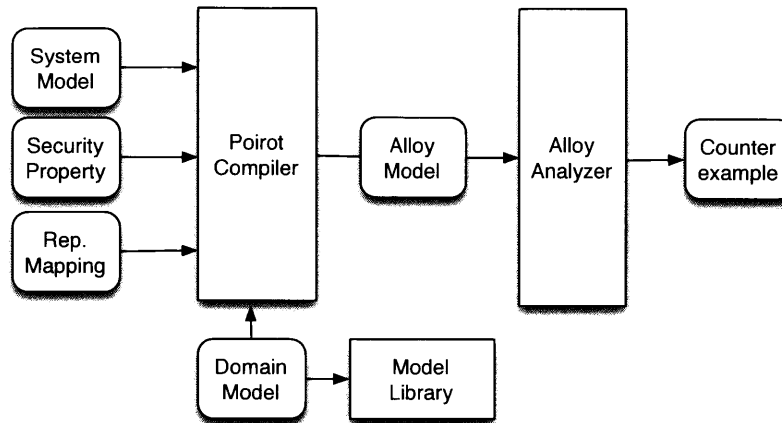 System
Model
Security
Property
Rep.
Mapping
Poirot
Compiler
Alloy
Model
Alloy
Analyzer
Counter
example
Domain
Model
Model
Library